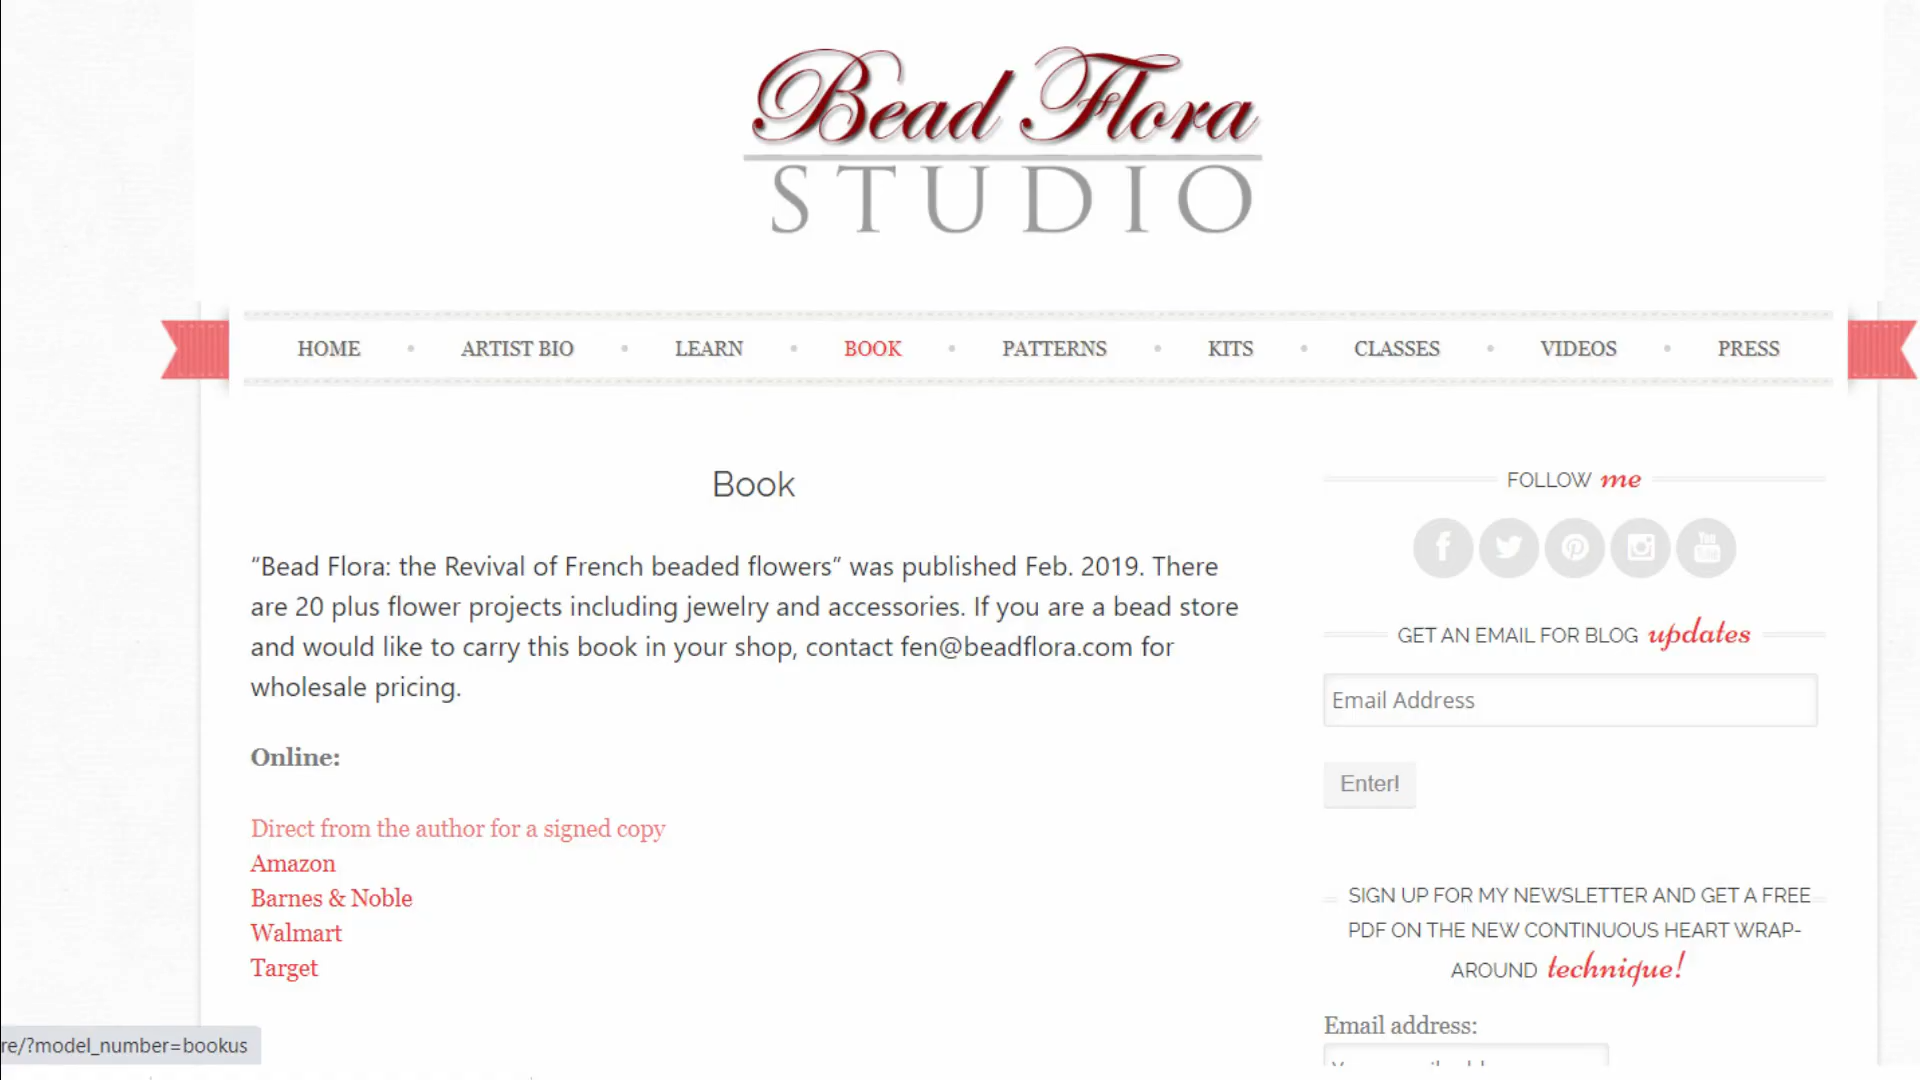 Bead Flora
STUDIO
HOME • ARTIST BIO • LEARN • BOOK • PATTERNS • KITS • CLASSES • VIDEOS • PRESS
Book
“Bead Flora: the Revival of French beaded flowers” was published Feb. 2019. There
are 20 plus flower projects including jewelry and accessories. If you are a bead store
and would like to carry this book in your shop, contact fen@beadflora.com for
wholesale pricing.
Online:
Direct from the author for a signed copy
Amazon
Barnes & Noble
Walmart
Target
FOLLOW me
You Tube
GET AN EMAIL FOR BLOG updates
Email Address
Enter!
SIGN UP FOR MY NEWSLETTER AND GET A FREE
PDF ON THE NEW CONTINUOUS HEART WRAP-
AROUND technique!
Email address:
re/?model_number=bookus